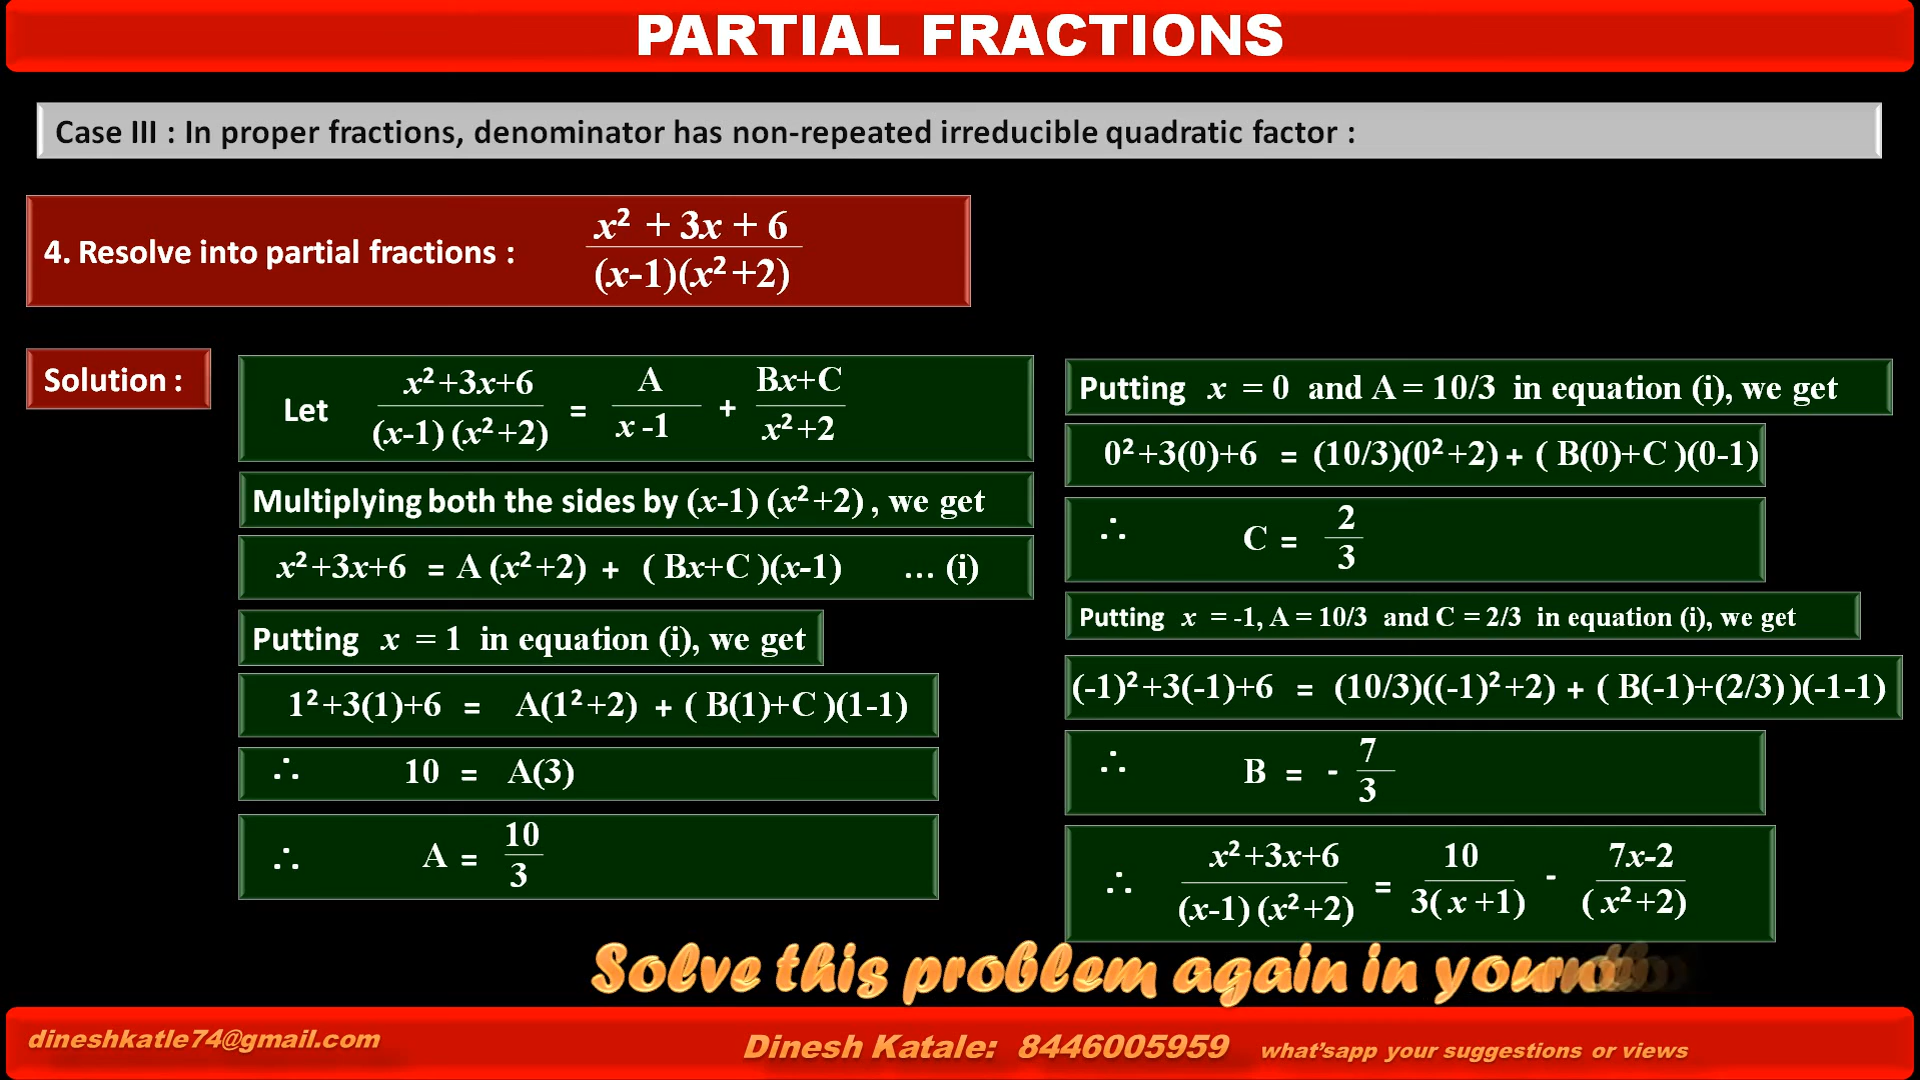 PARTIAL FRACTIONS
Case III : In proper fractions, denominator has non-repeated irreducible quadratic factor :
4. Resolve into partial fractions : x² + 3x + 6 / (x-1)(x²+2)
Solution :
Let x²+3x+6 / (x-1) (x²+2) = A / x -1 + Bx+C / x²+2
Multiplying both the sides by (x-1) (x²+2) , we get
x²+3x+6 = A (x²+2) + ( Bx+C )(x-1) ... (i)
Putting x = 1 in equation (i), we get
1²+3(1)+6 = A(1²+2) + ( B(1)+C )(1-1)
∴ 10 = A(3)
∴ A = 10 / 3
Putting x = 0 and A = 10/3 in equation (i), we get
0²+3(0)+6 = (10/3)(0²+2) + ( B(0)+C )(0-1)
∴ C = 2 / 3
Putting x = -1, A = 10/3 and C = 2/3 in equation (i), we get
(-1)²+3(-1)+6 = (10/3)((-1)²+2) + ( B(-1)+(2/3) )(-1-1)
∴ B = - 7 / 3
∴ x²+3x+6 / (x-1) (x²+2) = 10 / 3( x +1) - 7x-2 / ( x²+2)
Solve this problem again in your
dineshkatle74@gmail.com
Dinesh Katale: 8446005959 what'sapp your suggestions or views